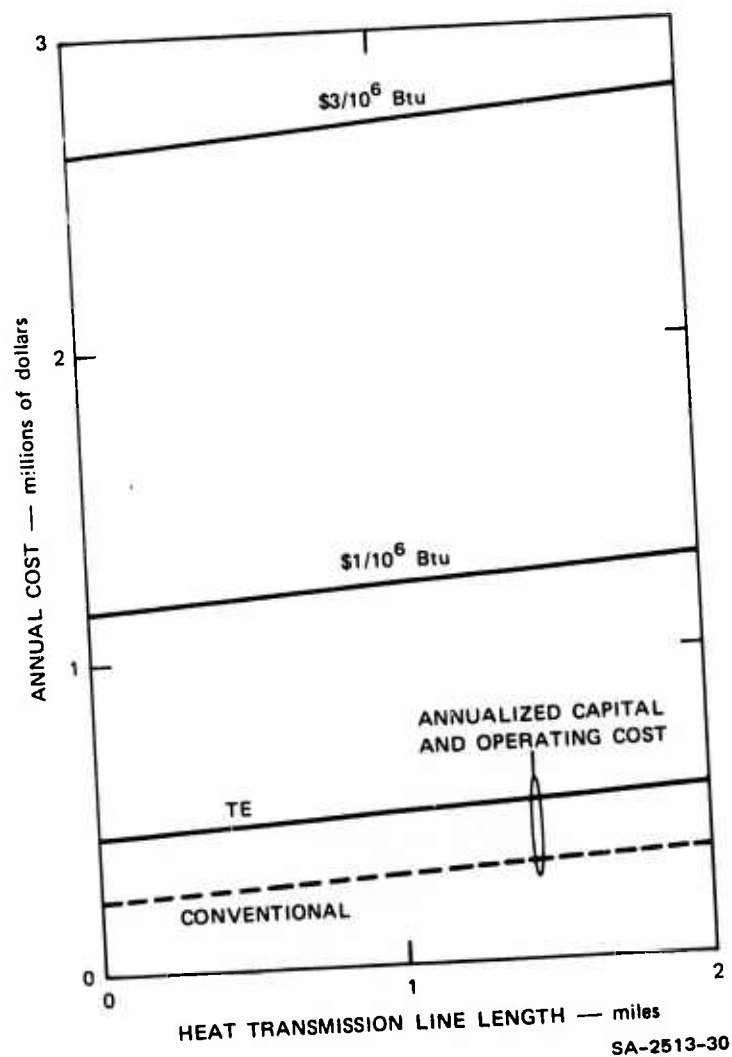 3
$3/10⁶ Btu
2
ANNUAL COST — millions of dollars
$1/10⁶ Btu
1
ANNUALIZED CAPITAL
AND OPERATING COST
TE
CONVENTIONAL
0
0
1
2
HEAT TRANSMISSION LINE LENGTH — miles
SA-2513-30